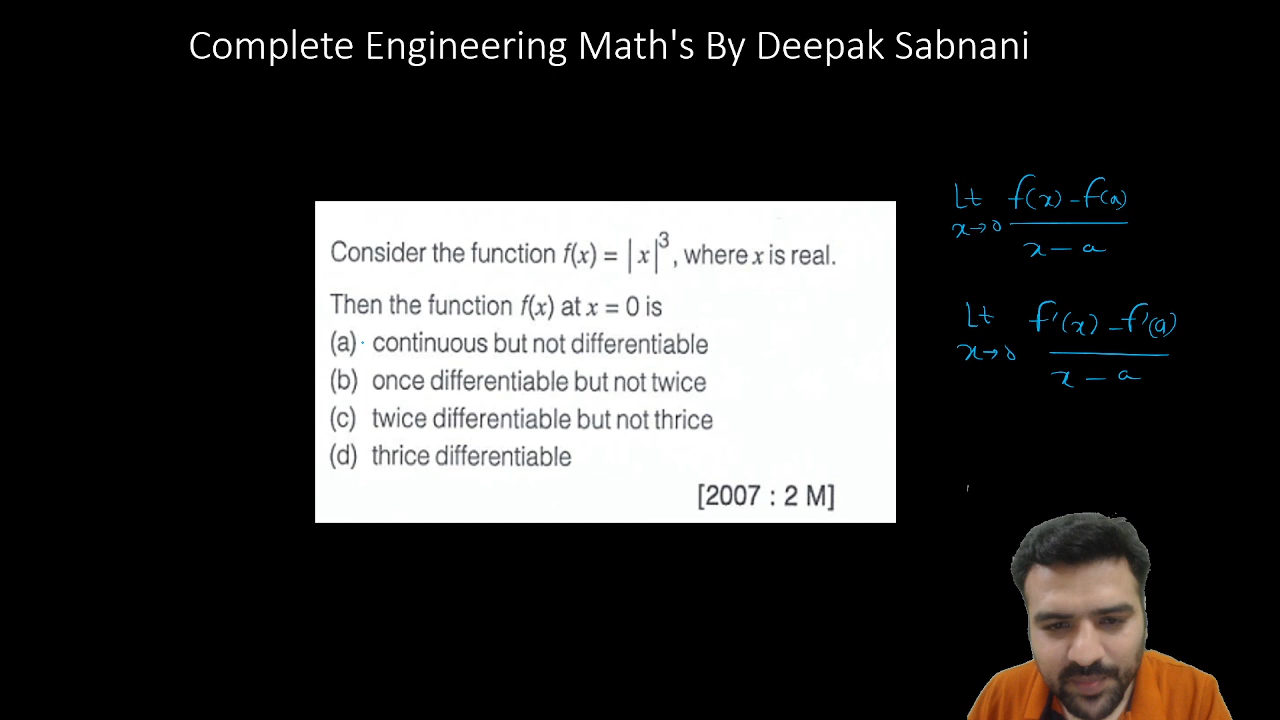 Complete Engineering Math's By Deepak Sabnani
Consider the function f(x) = |x|³, where x is real.
Then the function f(x) at x = 0 is
(a) continuous but not differentiable
(b) once differentiable but not twice
(c) twice differentiable but not thrice
(d) thrice differentiable
[2007 : 2 M]
Lt f(x) - f(a)
x→0 x - a
Lt f'(x) - f'(a)
x→0 x - a